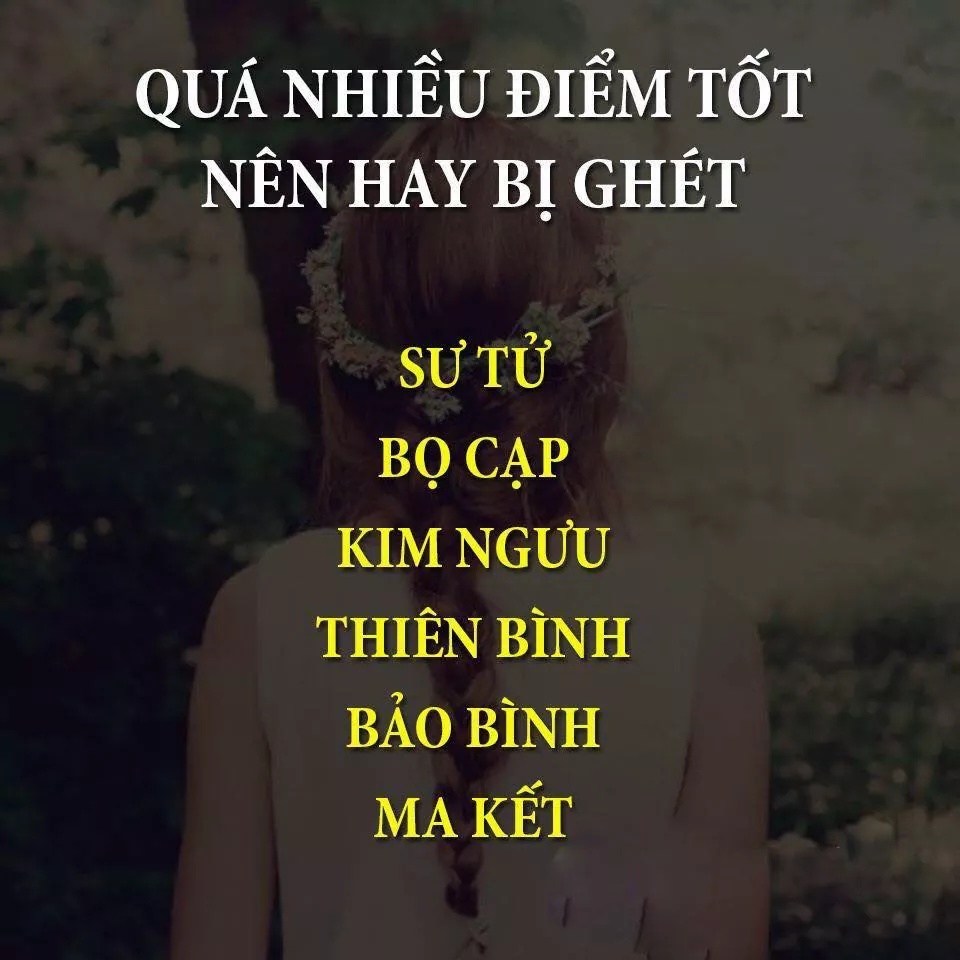 QUÁ NHIỀU ĐIỂM TỐT
NÊN HAY BỊ GHÉT
SƯ TỬ
BỌ CẠP
KIM NGƯU
THIÊN BÌNH
BẢO BÌNH
MA KẾT